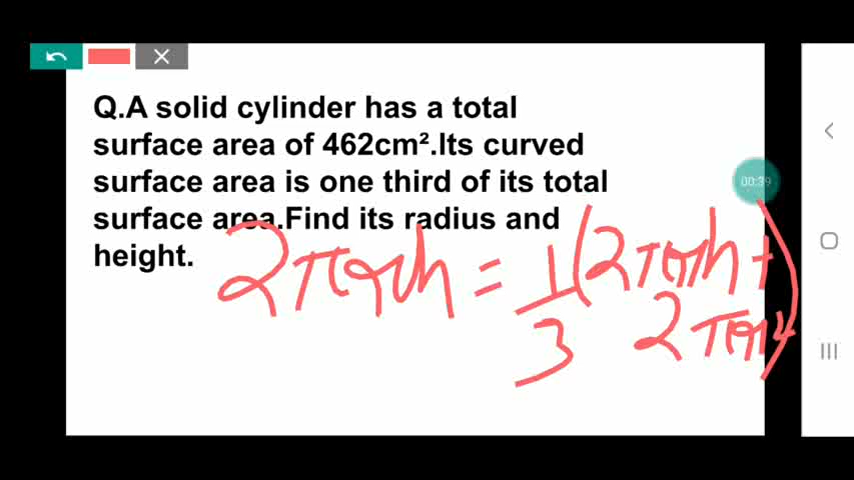 Q.A solid cylinder has a total
surface area of 462cm².Its curved
surface area is one third of its total
surface area.Find its radius and
height.
00:39
2πrh = 1/3 (2πrh +
2πr²)